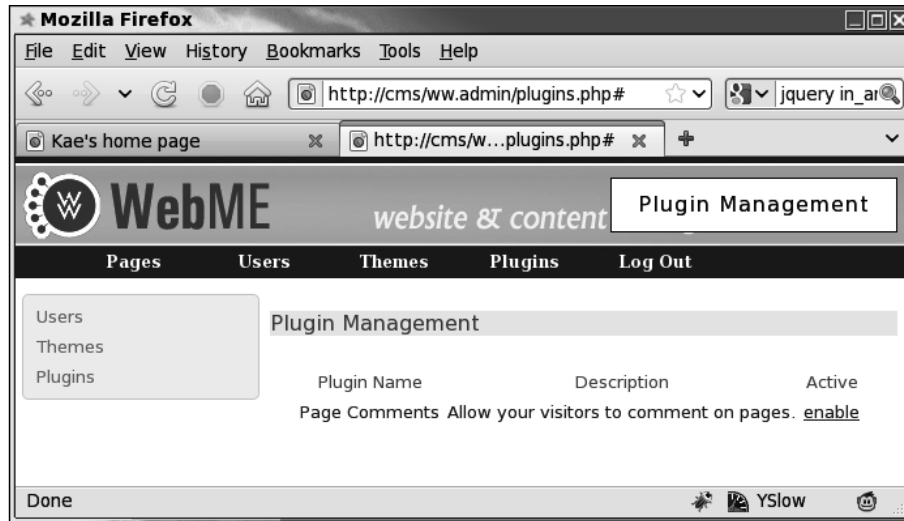 Mozilla Firefox
File Edit View History Bookmarks Tools Help
http://cms/ww.admin/plugins.php# jquery in_ar
Kae's home page http://cms/w...plugins.php#
WebME website & content Plugin Management
Pages Users Themes Plugins Log Out
Users
Themes
Plugins
Plugin Management
Plugin Name Description Active
Page Comments Allow your visitors to comment on pages. enable
Done YSlow